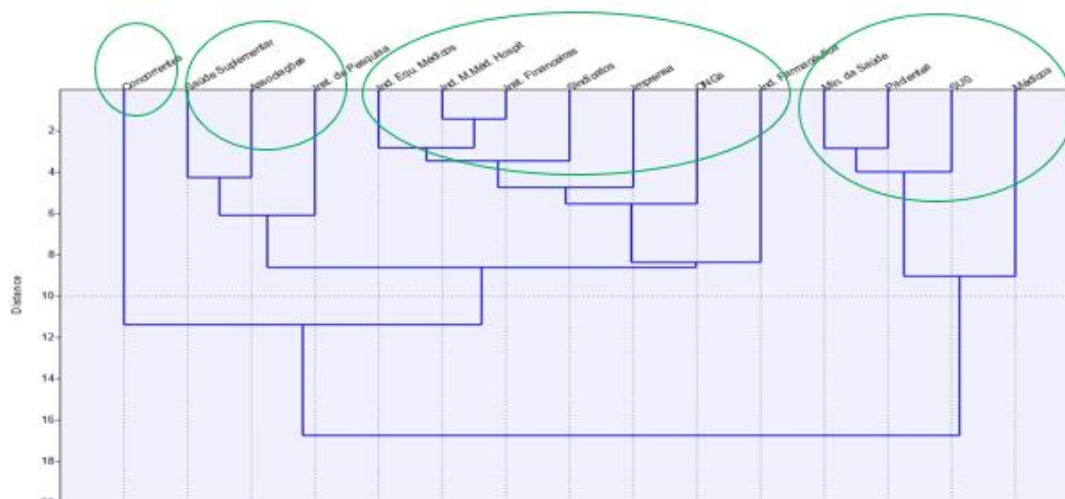 Concorrentes
Saúde Suplementar
Associações
Inst. de Pesquisa
Ind. Equ. Médicos
Ind. M.Méd. Hospit
Inst. Financeiras
Sindicatos
Imprensa
ONGs
Ind. Farmacêutica
Min. da Saúde
Pacientes
SUS
Médicos
2
4
6
8
10
12
14
16
18
Distance